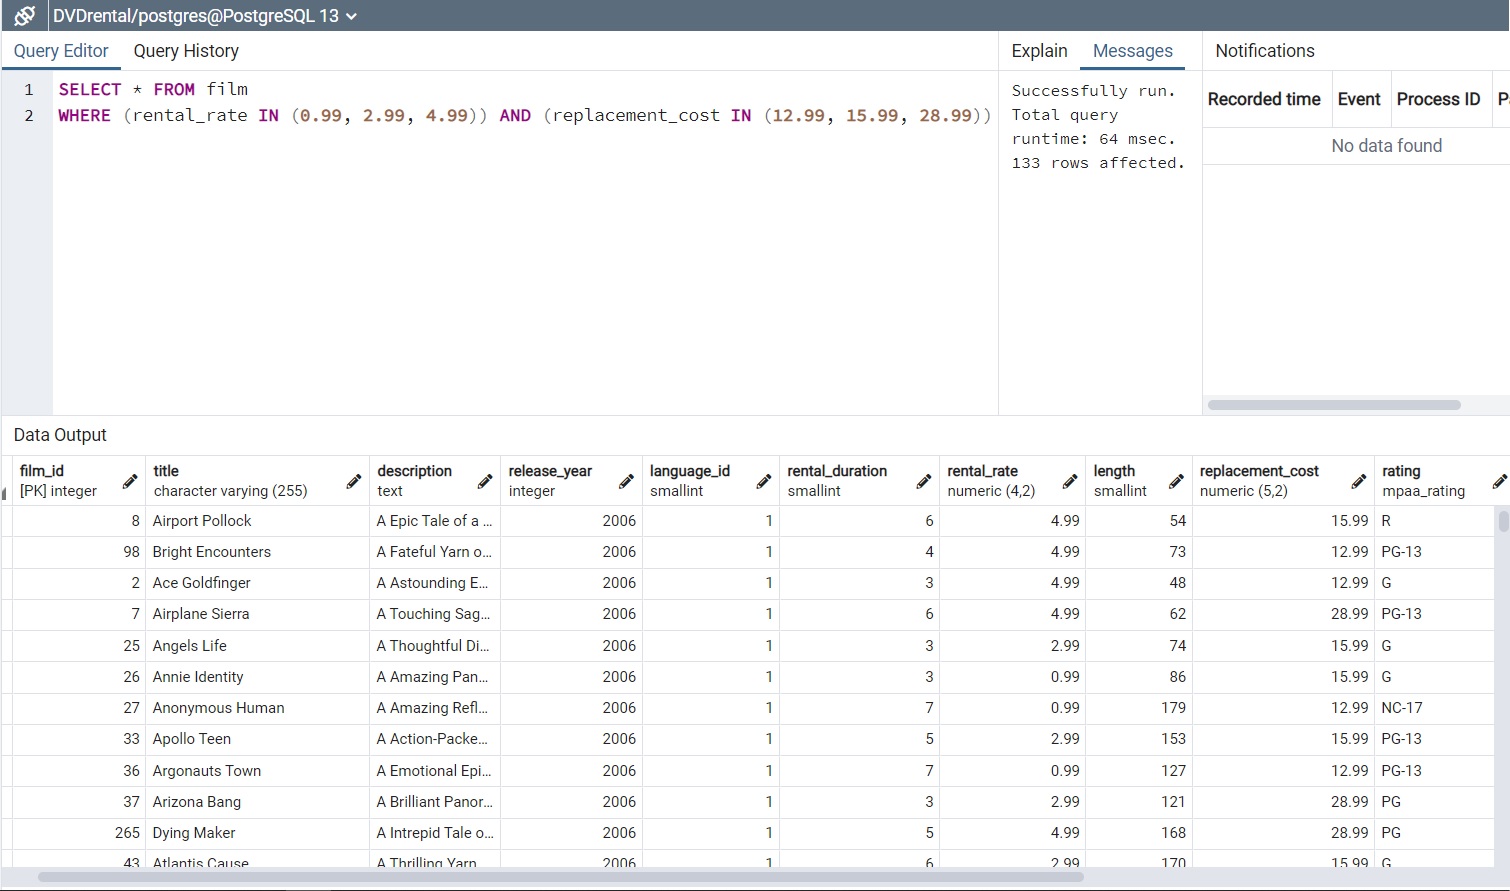 DVDrental/postgres@PostgreSQL 13
Query Editor Query History
1 SELECT * FROM film
2 WHERE (rental_rate IN (0.99, 2.99, 4.99)) AND (replacement_cost IN (12.99, 15.99, 28.99))
Explain Messages
Successfully run.
Total query
runtime: 64 msec.
133 rows affected.
Notifications
Recorded time Event Process ID
No data found
Data Output
film_id title description release_year language_id rental_duration rental_rate length replacement_cost rating
[PK] integer character varying (255) text integer smallint smallint numeric (4,2) smallint numeric (5,2) mpaa_rating
8 Airport Pollock A Epic Tale of a ... 2006 1 6 4.99 54 15.99 R
98 Bright Encounters A Fateful Yarn o... 2006 1 4 4.99 73 12.99 PG-13
2 Ace Goldfinger A Astounding E... 2006 1 3 4.99 48 12.99 G
7 Airplane Sierra A Touching Sag... 2006 1 6 4.99 62 28.99 PG-13
25 Angels Life A Thoughtful Di... 2006 1 3 2.99 74 15.99 G
26 Annie Identity A Amazing Pan... 2006 1 3 0.99 86 15.99 G
27 Anonymous Human A Amazing Refl... 2006 1 7 0.99 179 12.99 NC-17
33 Apollo Teen A Action-Packe... 2006 1 5 2.99 153 15.99 PG-13
36 Argonauts Town A Emotional Epi... 2006 1 7 0.99 127 12.99 PG-13
37 Arizona Bang A Brilliant Panor... 2006 1 3 2.99 121 28.99 PG
265 Dying Maker A Intrepid Tale o... 2006 1 5 4.99 168 28.99 PG
43 Atlantis Cause A Thrilling Yarn 2006 1 6 2.99 170 15.99 G